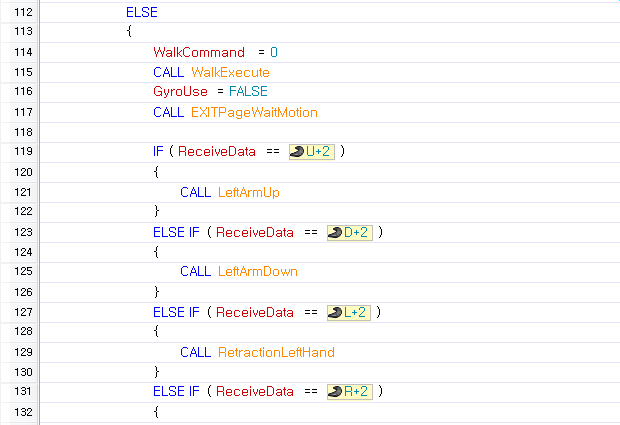 112 ELSE
113 {
114 WalkCommand = 0
115 CALL WalkExecute
116 GyroUse = FALSE
117 CALL EXITPageWaitMotion
118
119 IF ( ReceiveData == U+2 )
120 {
121 CALL LeftArmUp
122 }
123 ELSE IF ( ReceiveData == D+2 )
124 {
125 CALL LeftArmDown
126 }
127 ELSE IF ( ReceiveData == L+2 )
128 {
129 CALL RetractionLeftHand
130 }
131 ELSE IF ( ReceiveData == R+2 )
132 {